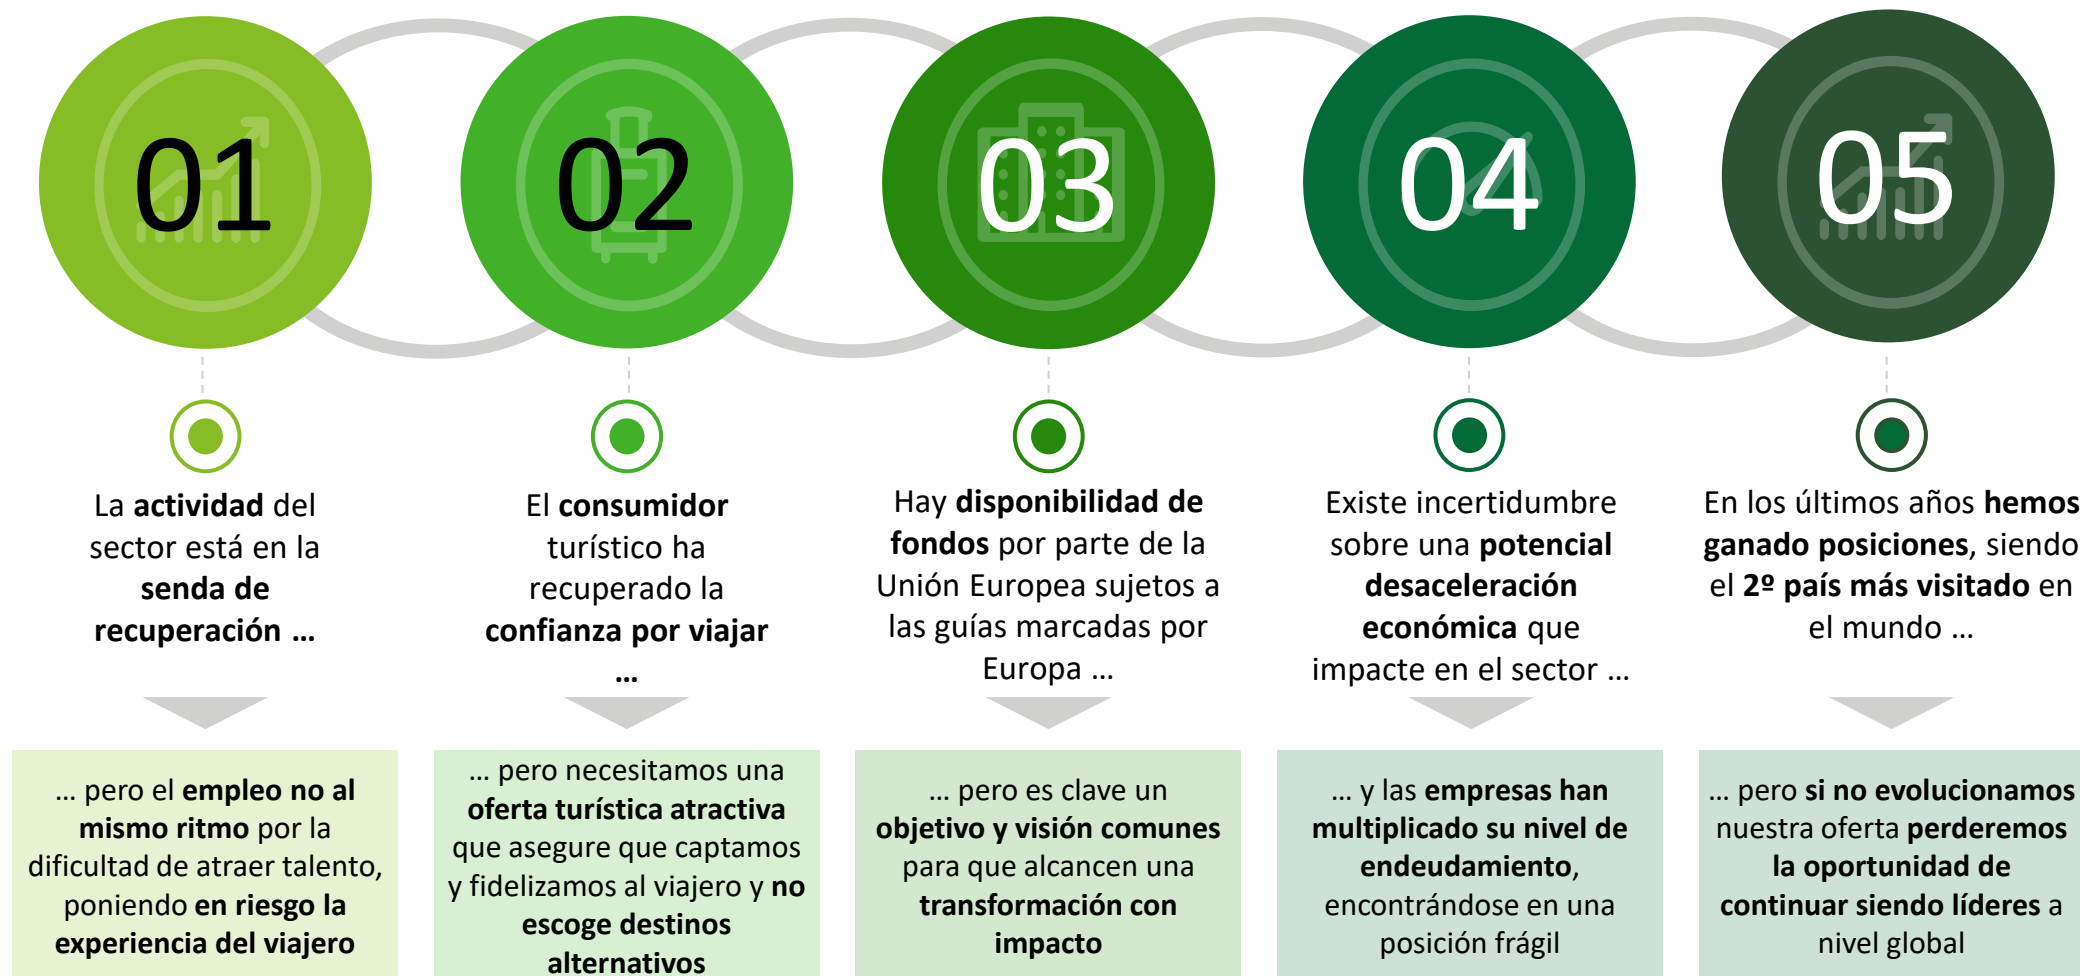 01
02
03
04
05
La actividad del
sector está en la
senda de
recuperación ...
El consumidor
turístico ha
recuperado la
confianza por viajar
...
Hay disponibilidad de
fondos por parte de la
Unión Europea sujetos a
las guías marcadas por
Europa ...
Existe incertidumbre
sobre una potencial
desaceleración
económica que
impacte en el sector ...
En los últimos años hemos
ganado posiciones, siendo
el 2º país más visitado en
el mundo ...
... pero el empleo no al
mismo ritmo por la
dificultad de atraer talento,
poniendo en riesgo la
experiencia del viajero
... pero necesitamos una
oferta turística atractiva
que asegure que captamos
y fidelizamos al viajero y no
escoge destinos
alternativos
... pero es clave un
objetivo y visión comunes
para que alcancen una
transformación con
impacto
... y las empresas han
multiplicado su nivel de
endeudamiento,
encontrándose en una
posición frágil
... pero si no evolucionamos
nuestra oferta perderemos
la oportunidad de
continuar siendo líderes a
nivel global